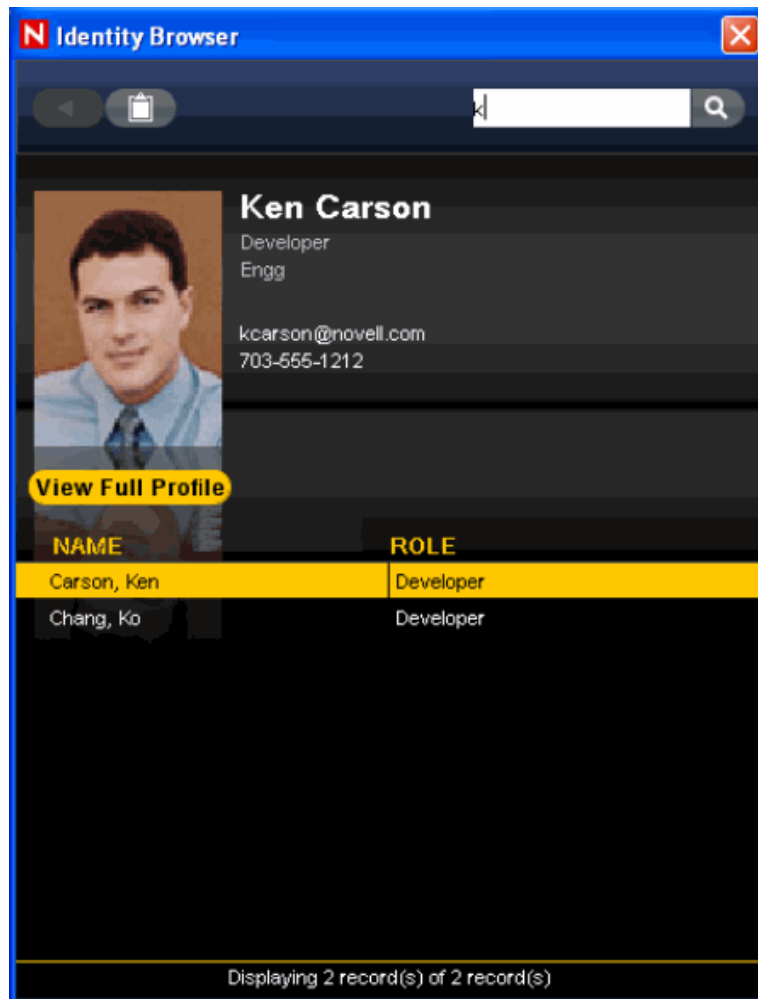 N Identity Browser
k
Ken Carson
Developer
Engg
kcarson@novell.com
703-555-1212
View Full Profile
NAME ROLE
Carson, Ken Developer
Chang, Ko Developer
Displaying 2 record(s) of 2 record(s)